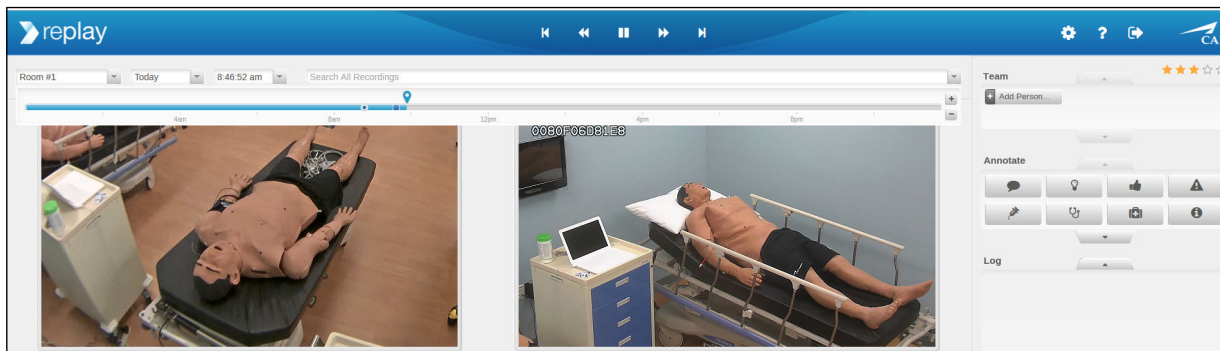 replay
CA
Room #1
Today
8:46:52 am
Search All Recordings
4am
8am
12pm
4pm
8pm
0080F06D81E8
Team
Add Person...
Annotate
Log